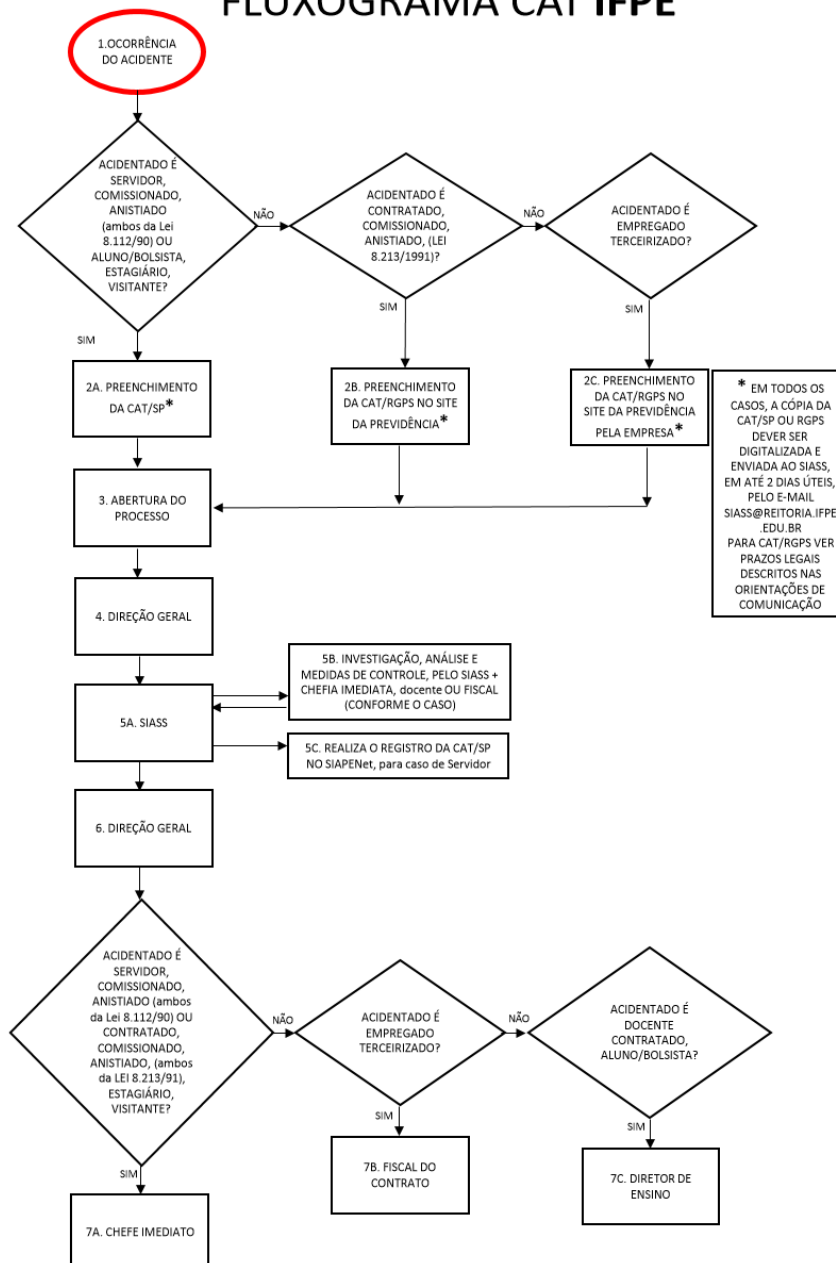 FLUXOGRAMA CAT IFPE
1.OCORRÊNCIA
DO ACIDENTE
ACIDENTADO É
SERVIDOR,
COMISSIONADO,
ANISTIADO
(ambos da Lei
8.112/90) OU
ALUNO/BOLSISTA,
ESTAGIÁRIO,
VISITANTE?
NÃO
ACIDENTADO É
CONTRATADO,
COMISSIONADO,
ANISTIADO, (LEI
8.213/1991)?
NÃO
ACIDENTADO É
EMPREGADO
TERCEIRIZADO?
SIM
SIM
SIM
2A. PREENCHIMENTO
DA CAT/SP*
2B. PREENCHIMENTO
DA CAT/RGPS NO SITE
DA PREVIDÊNCIA*
2C. PREENCHIMENTO
DA CAT/RGPS NO
SITE DA PREVIDÊNCIA
PELA EMPRESA*
* EM TODOS OS
CASOS, A CÓPIA DA
CAT/SP OU RGPS
DEVER SER
DIGITALIZADA E
ENVIADA AO SIASS,
EM ATÉ 2 DIAS ÚTEIS,
PELO E-MAIL
SIASS@REITORIA.IFPE
.EDU.BR
PARA CAT/RGPS VER
PRAZOS LEGAIS
DESCRITOS NAS
ORIENTAÇÕES DE
COMUNICAÇÃO
3. ABERTURA DO
PROCESSO
4. DIREÇÃO GERAL
5A. SIASS
5B. INVESTIGAÇÃO, ANÁLISE E
MEDIDAS DE CONTROLE, PELO SIASS +
CHEFIA IMEDIATA, docente OU FISCAL
(CONFORME O CASO)
5C. REALIZA O REGISTRO DA CAT/SP
NO SIAPENet, para caso de Servidor
6. DIREÇÃO GERAL
ACIDENTADO É
SERVIDOR,
COMISSIONADO,
ANISTIADO (ambos
da Lei 8.112/90) OU
CONTRATADO,
COMISSIONADO,
ANISTIADO, (ambos
da LEI 8.213/91),
ESTAGIÁRIO,
VISITANTE?
NÃO
ACIDENTADO É
EMPREGADO
TERCEIRIZADO?
NÃO
ACIDENTADO É
DOCENTE
CONTRATADO,
ALUNO/BOLSISTA?
SIM
SIM
SIM
7A. CHEFE IMEDIATO
7B. FISCAL DO
CONTRATO
7C. DIRETOR DE
ENSINO